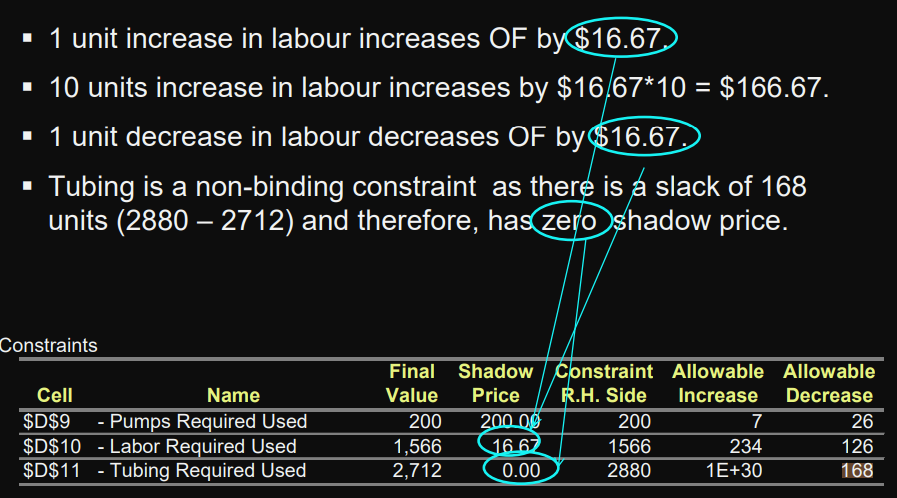 ▪ 1 unit increase in labour increases OF by $16.67.
▪ 10 units increase in labour increases by $16.67*10 = $166.67.
▪ 1 unit decrease in labour decreases OF by $16.67.
▪ Tubing is a non-binding constraint as there is a slack of 168
units (2880 – 2712) and therefore, has zero shadow price.
Constraints
Final Shadow Constraint Allowable Allowable
Cell Name Value Price R.H. Side Increase Decrease
$D$9 - Pumps Required Used 200 200.00 200 7 26
$D$10 - Labor Required Used 1,566 16.67 1566 234 126
$D$11 - Tubing Required Used 2,712 0.00 2880 1E+30 168